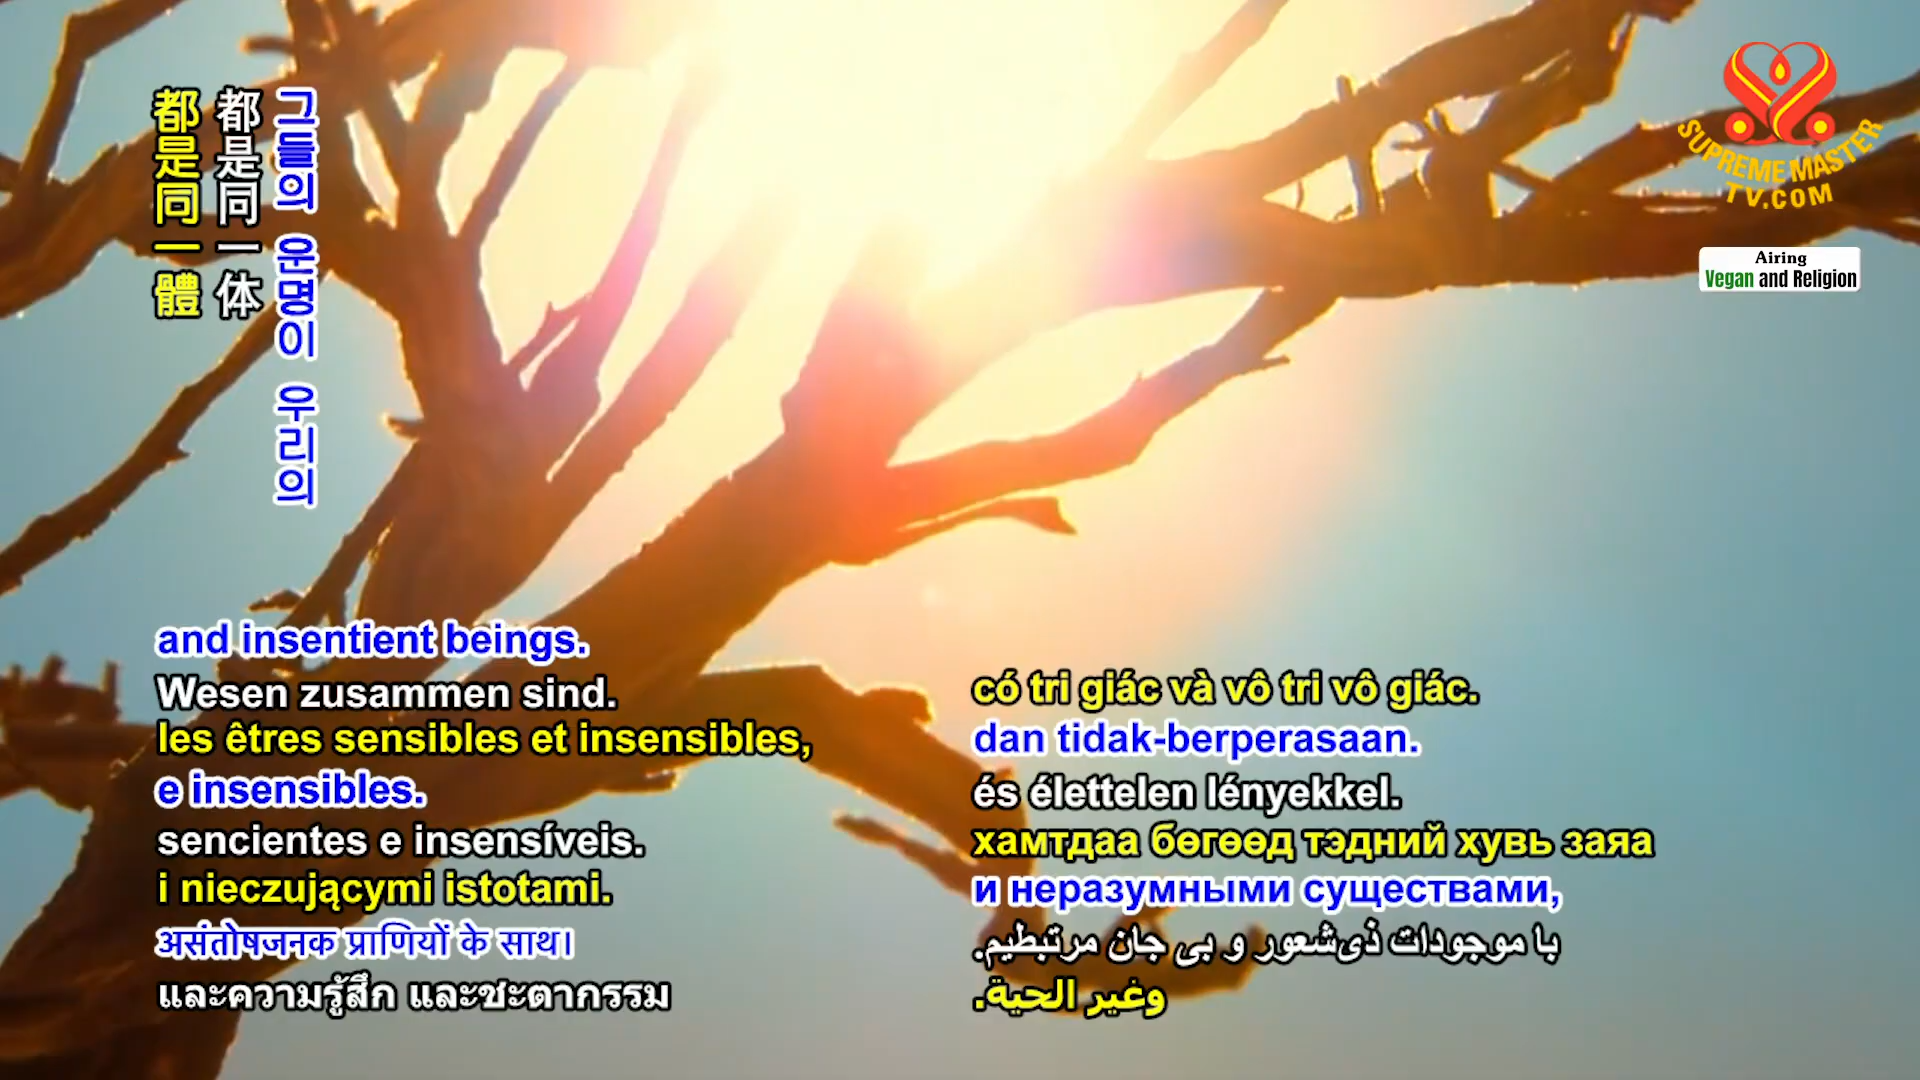 都是同一體
都是同一体
그들의 운명이 우리의
SUPREME MASTER
TV.COM
Airing
Vegan and Religion
and insentient beings.
Wesen zusammen sind.
les êtres sensibles et insensibles,
e insensibles.
sencientes e insensíveis.
i nieczującymi istotami.
असंतोषजनक प्राणियों के साथ।
และความรู้สึก และชะตากรรม
có tri giác và vô tri vô giác.
dan tidak-berperasaan.
és élettelen lényekkel.
хамтдаа бөгөөд тэдний хувь заяа
и неразумными существами,
با موجودات ذی‌شعور و بی جان مرتبطیم.
وغير الحية.